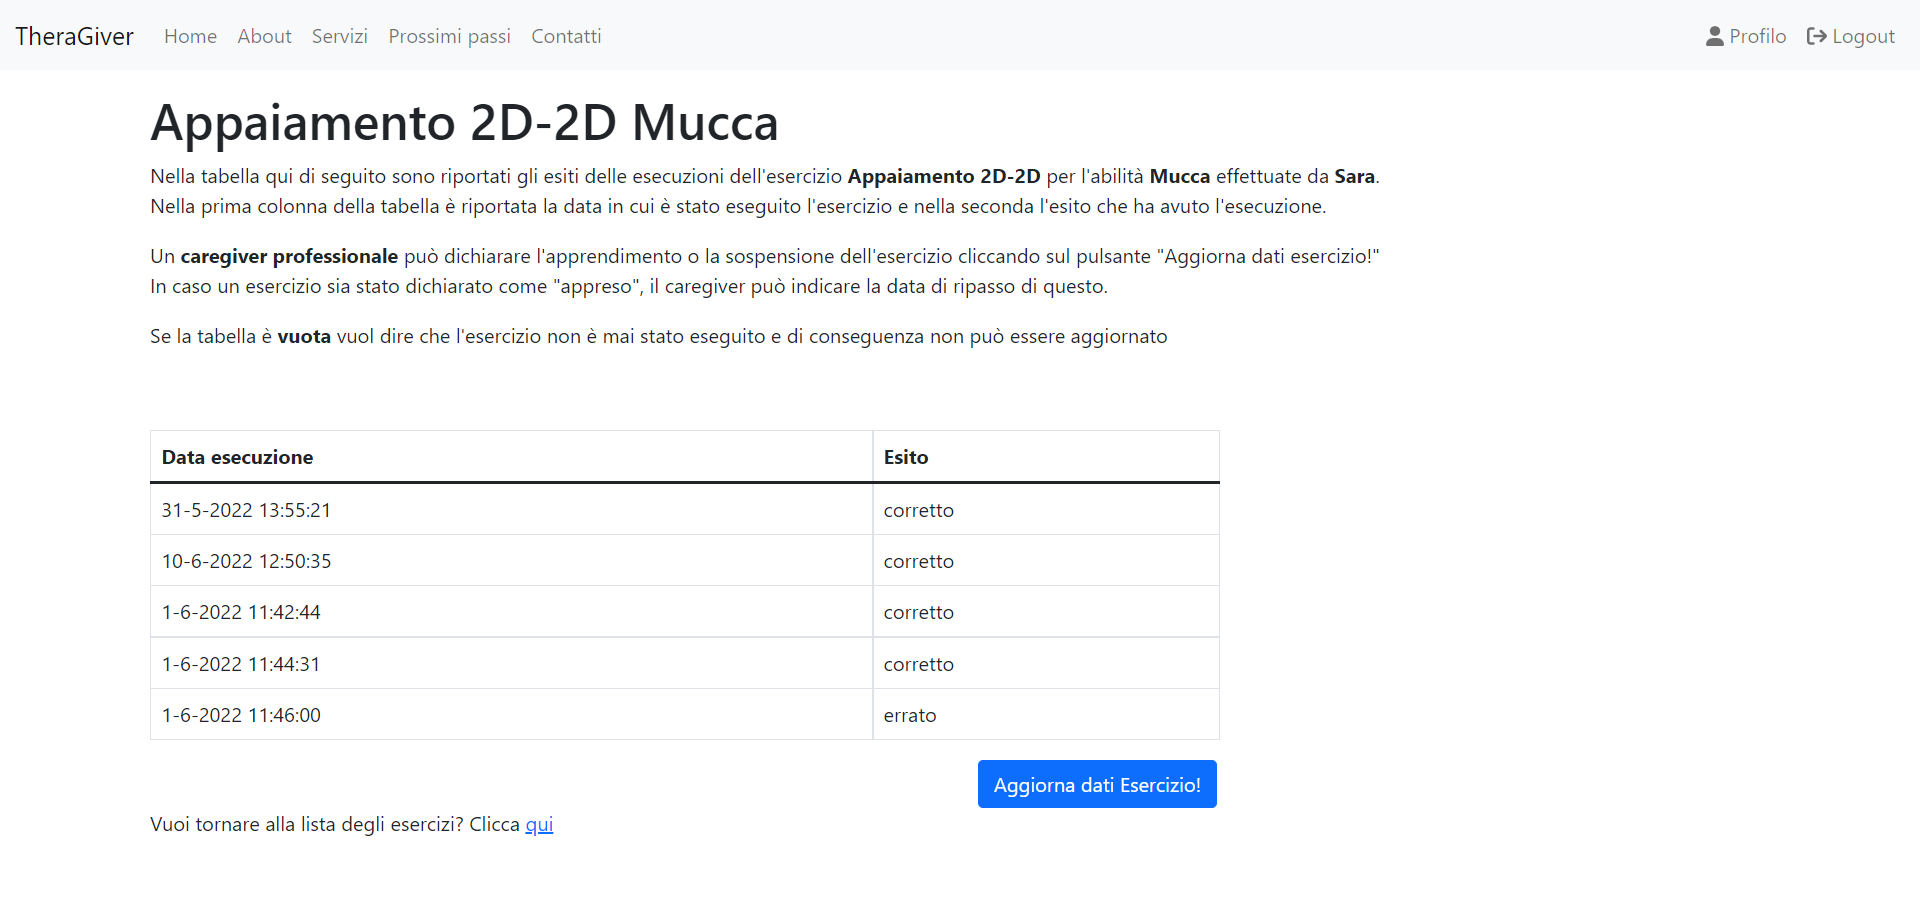 TheraGiver Home About Servizi Prossimi passi Contatti Profilo Logout
Appaiamento 2D-2D Mucca
Nella tabella qui di seguito sono riportati gli esiti delle esecuzioni dell'esercizio Appaiamento 2D-2D per l'abilità Mucca effettuate da Sara.
Nella prima colonna della tabella è riportata la data in cui è stato eseguito l'esercizio e nella seconda l'esito che ha avuto l'esecuzione.
Un caregiver professionale può dichiarare l'apprendimento o la sospensione dell'esercizio cliccando sul pulsante "Aggiorna dati esercizio!"
In caso un esercizio sia stato dichiarato come "appreso", il caregiver può indicare la data di ripasso di questo.
Se la tabella è vuota vuol dire che l'esercizio non è mai stato eseguito e di conseguenza non può essere aggiornato
Data esecuzione Esito
31-5-2022 13:55:21 corretto
10-6-2022 12:50:35 corretto
1-6-2022 11:42:44 corretto
1-6-2022 11:44:31 corretto
1-6-2022 11:46:00 errato
Aggiorna dati Esercizio!
Vuoi tornare alla lista degli esercizi? Clicca qui